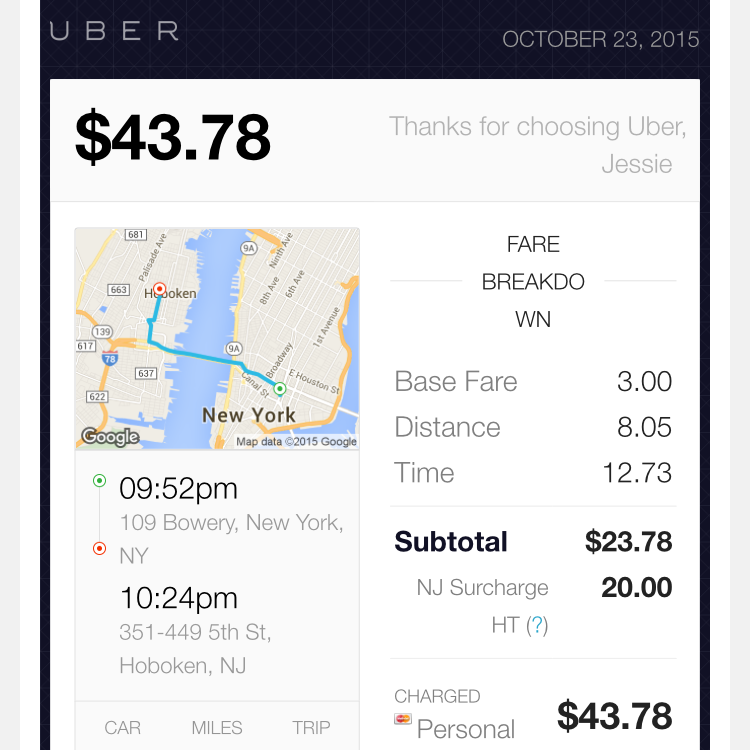 UBER
OCTOBER 23, 2015
$43.78
Thanks for choosing Uber,
Jessie
681
Palisade Ave
9A
Ninth Ave
663
Hoboken
8th Ave
6th Ave
139
1st Avenue
617
78
9A
Broadway
637
Canal St
E Houston St
622
New York
Google
Map data ©2015 Google
09:52pm
109 Bowery, New York,
NY
10:24pm
351-449 5th St,
Hoboken, NJ
CAR MILES TRIP
FARE
BREAKDO
WN
Base Fare 3.00
Distance 8.05
Time 12.73
Subtotal $23.78
NJ Surcharge 20.00
HT (?)
CHARGED
Personal $43.78